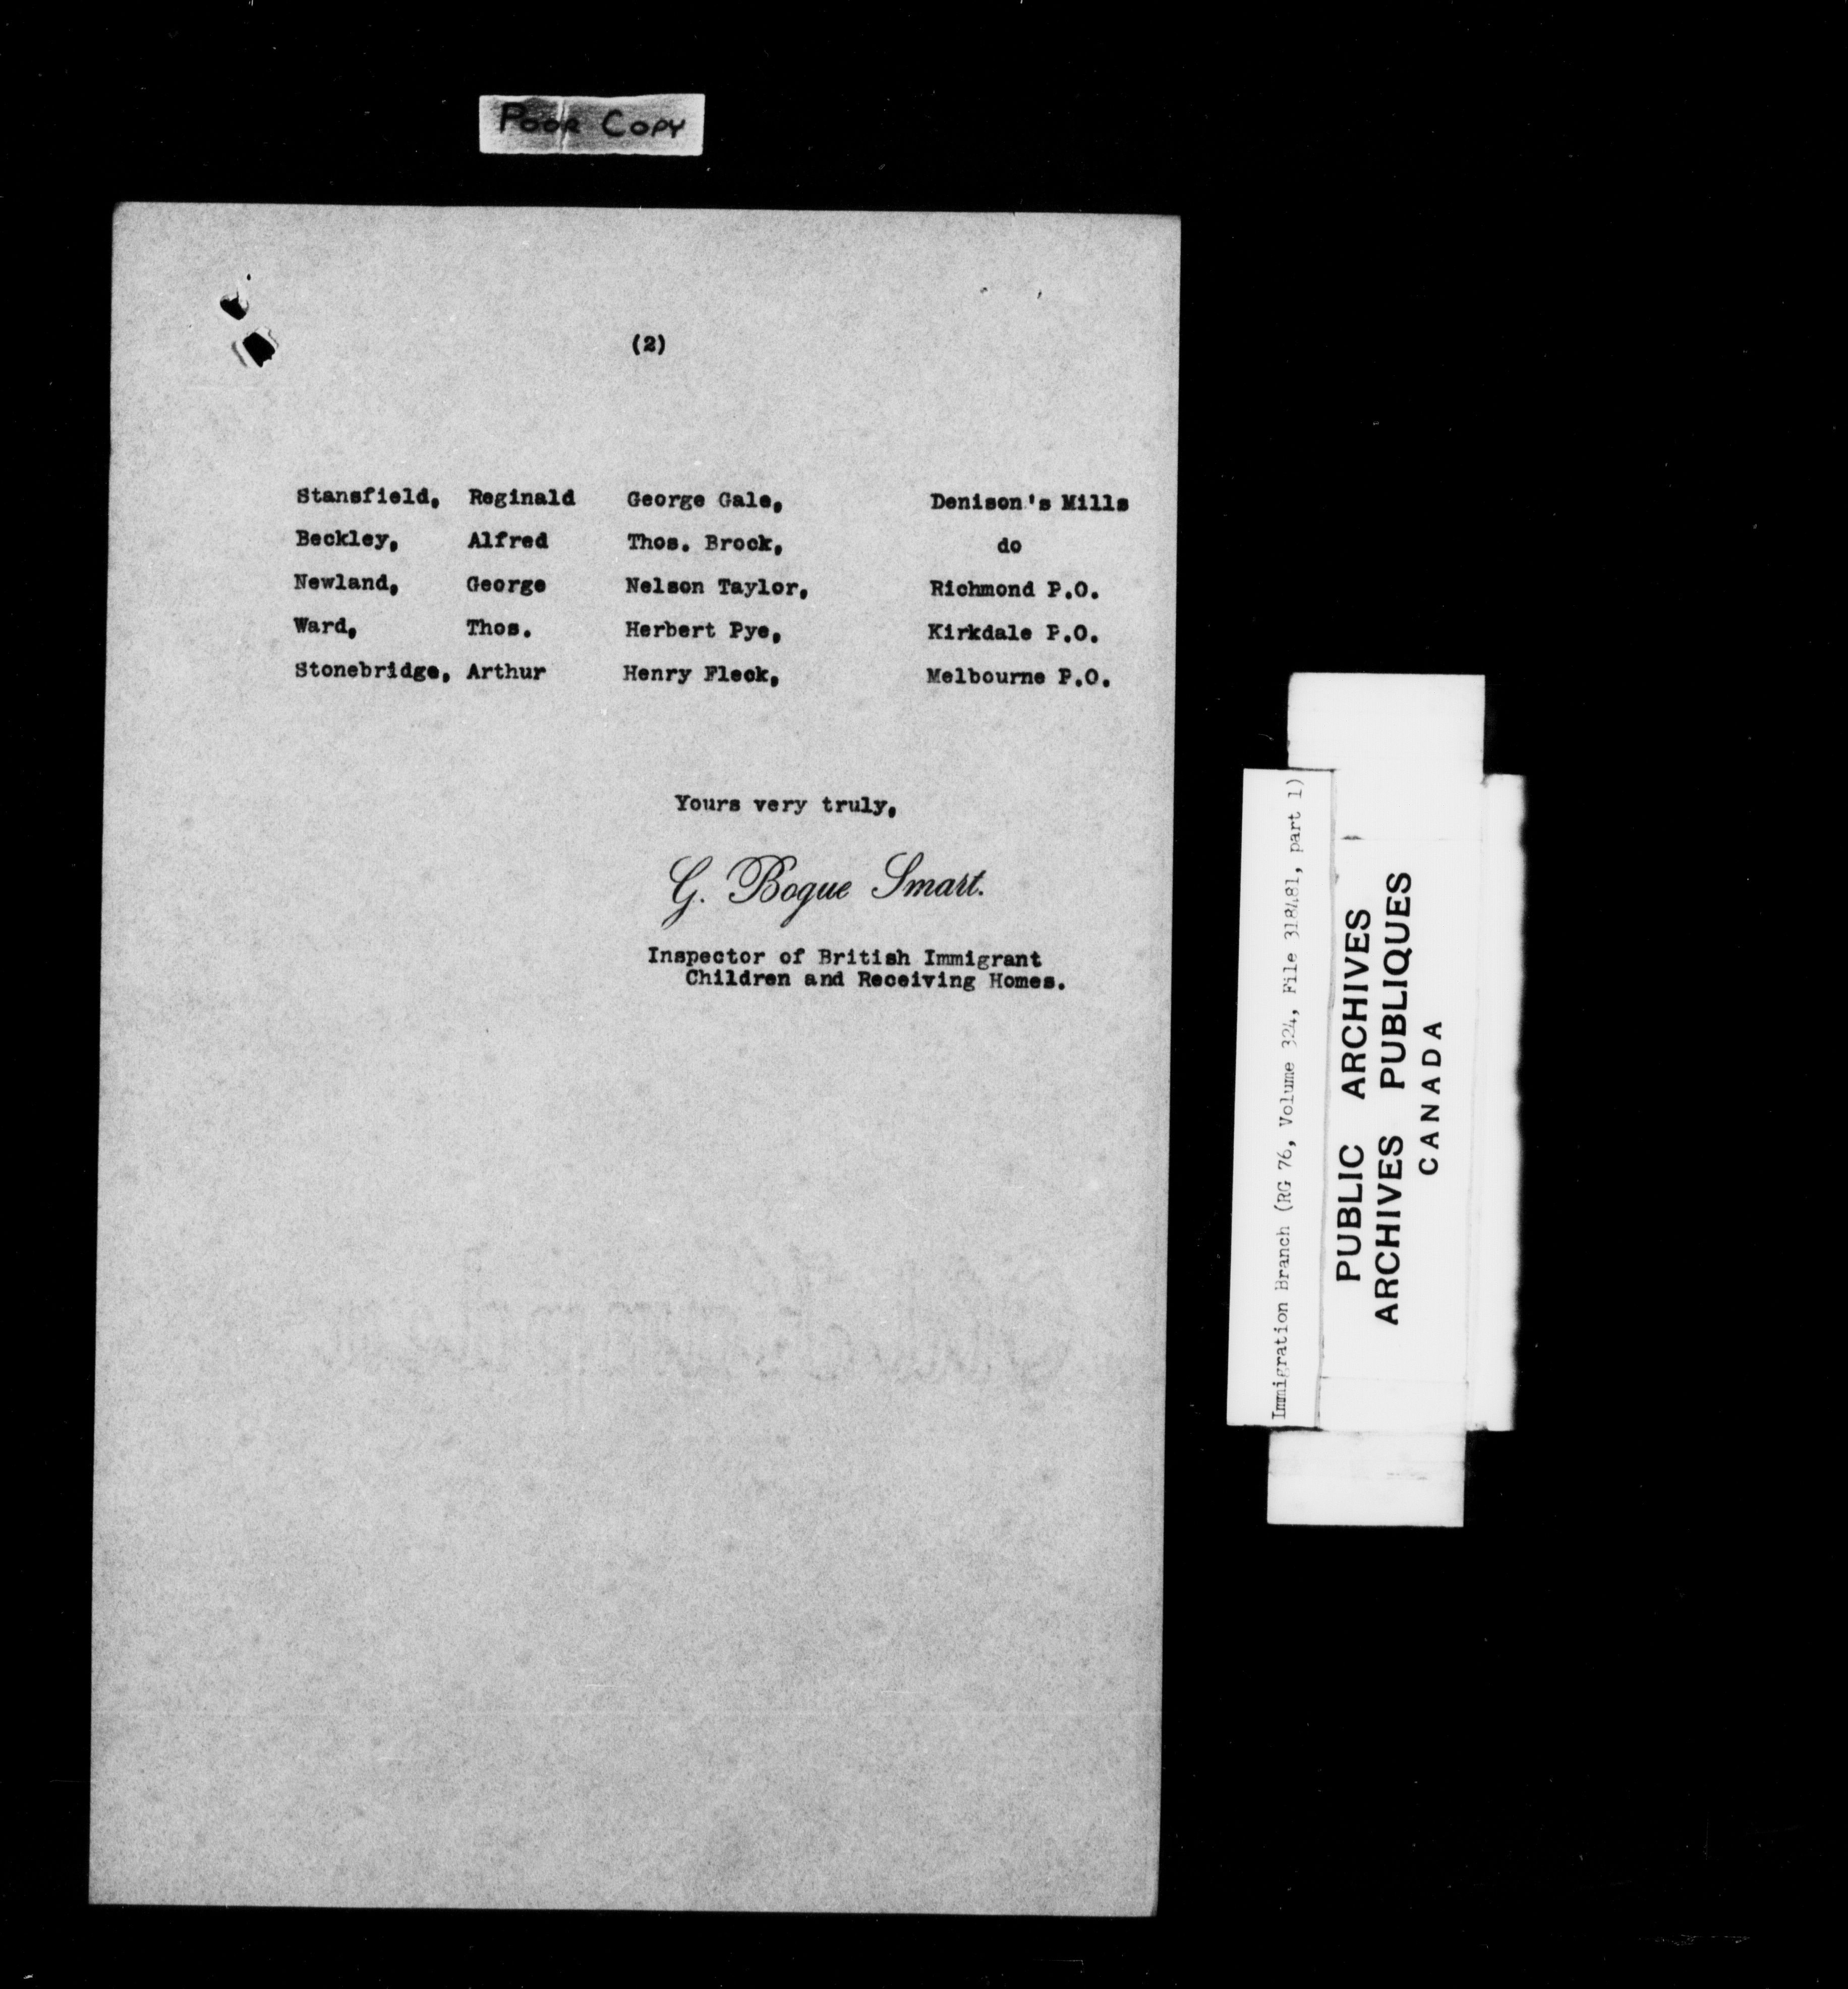 Poor Copy
(2)
Stansfield, Reginald George Gale, Denison's Mills
Beckley, Alfred Thos. Brock, do
Newland, George Nelson Taylor, Richmond P.O.
Ward, Thos. Herbert Pye, Kirkdale P.O.
Stonebridge, Arthur Henry Fleck, Melbourne P.O.
Yours very truly,
G. Bogue Smart.
Inspector of British Immigrant
Children and Receiving Homes.
Immigration Branch (RG 76, Volume 324, File 318481, part 1)
PUBLIC ARCHIVES
ARCHIVES PUBLIQUES
CANADA